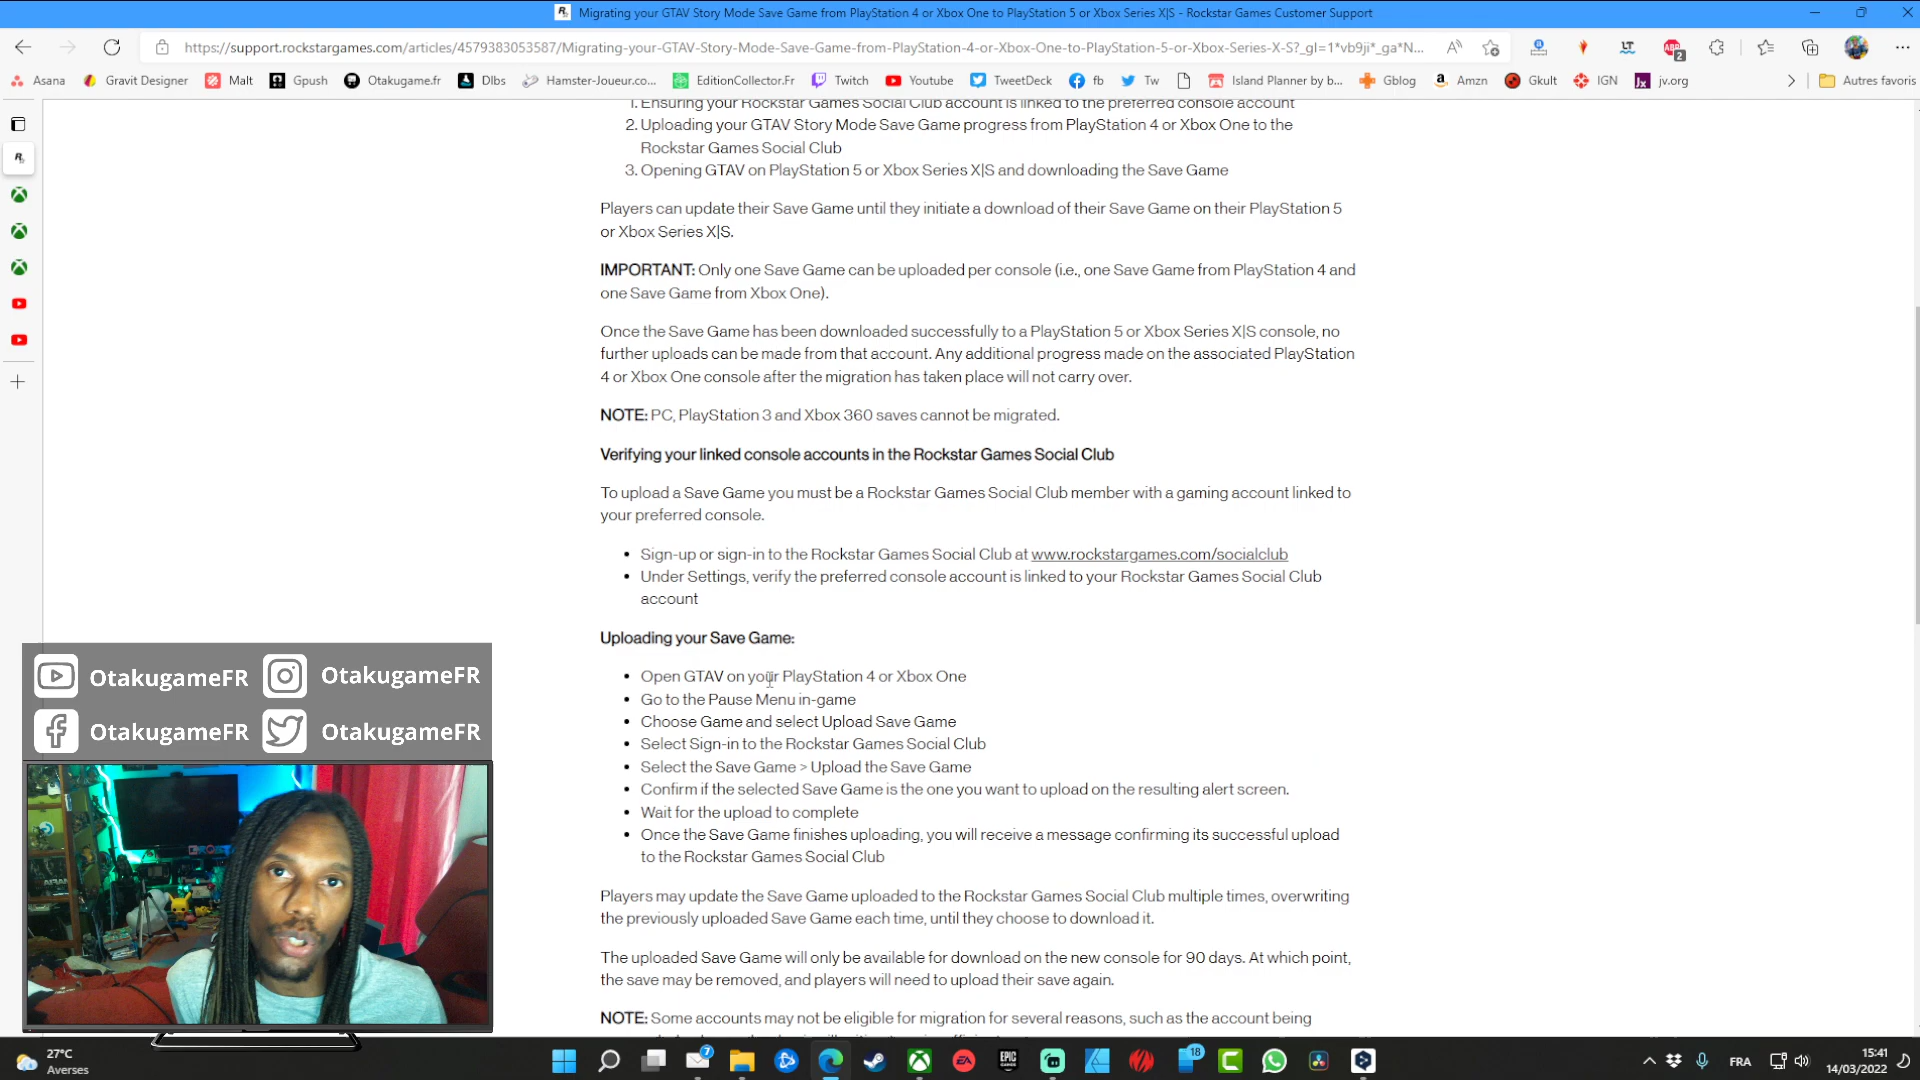 Migrating your GTAV Story Mode Save Game from PlayStation 4 or Xbox One to PlayStation 5 or Xbox Series X|S - Rockstar Games Customer Support
https://support.rockstargames.com/articles/4579383053587/Migrating-your-GTAV-Story-Mode-Save-Game-from-PlayStation-4-or-Xbox-One-to-PlayStation-5-or-Xbox-Series-X-S?_gl=1*vb9ji*_ga*N...
Asana Gravit Designer Malt Gpush Otakugame.fr Dlbs Hamster-Joueur.co... EditionCollector.Fr Twitch Youtube TweetDeck fb Tw Island Planner by b... Gblog Amzn Gkult IGN jv.org Autres favoris
1. Ensuring your Rockstar Games Social Club account is linked to the preferred console account
2. Uploading your GTAV Story Mode Save Game progress from PlayStation 4 or Xbox One to the
Rockstar Games Social Club
3. Opening GTAV on PlayStation 5 or Xbox Series X|S and downloading the Save Game
Players can update their Save Game until they initiate a download of their Save Game on their PlayStation 5
or Xbox Series X|S.
IMPORTANT: Only one Save Game can be uploaded per console (i.e., one Save Game from PlayStation 4 and
one Save Game from Xbox One).
Once the Save Game has been downloaded successfully to a PlayStation 5 or Xbox Series X|S console, no
further uploads can be made from that account. Any additional progress made on the associated PlayStation
4 or Xbox One console after the migration has taken place will not carry over.
NOTE: PC, PlayStation 3 and Xbox 360 saves cannot be migrated.
Verifying your linked console accounts in the Rockstar Games Social Club
To upload a Save Game you must be a Rockstar Games Social Club member with a gaming account linked to
your preferred console.
• Sign-up or sign-in to the Rockstar Games Social Club at www.rockstargames.com/socialclub
• Under Settings, verify the preferred console account is linked to your Rockstar Games Social Club
account
Uploading your Save Game:
• Open GTAV on your PlayStation 4 or Xbox One
• Go to the Pause Menu in-game
• Choose Game and select Upload Save Game
• Select Sign-in to the Rockstar Games Social Club
• Select the Save Game > Upload the Save Game
• Confirm if the selected Save Game is the one you want to upload on the resulting alert screen.
• Wait for the upload to complete
• Once the Save Game finishes uploading, you will receive a message confirming its successful upload
to the Rockstar Games Social Club
Players may update the Save Game uploaded to the Rockstar Games Social Club multiple times, overwriting
the previously uploaded Save Game each time, until they choose to download it.
The uploaded Save Game will only be available for download on the new console for 90 days. At which point,
the save may be removed, and players will need to upload their save again.
NOTE: Some accounts may not be eligible for migration for several reasons, such as the account being
OtakugameFR OtakugameFR
OtakugameFR OtakugameFR
27°C
Averses
7
EPIC
GAMES
18
FRA
15:41
14/03/2022